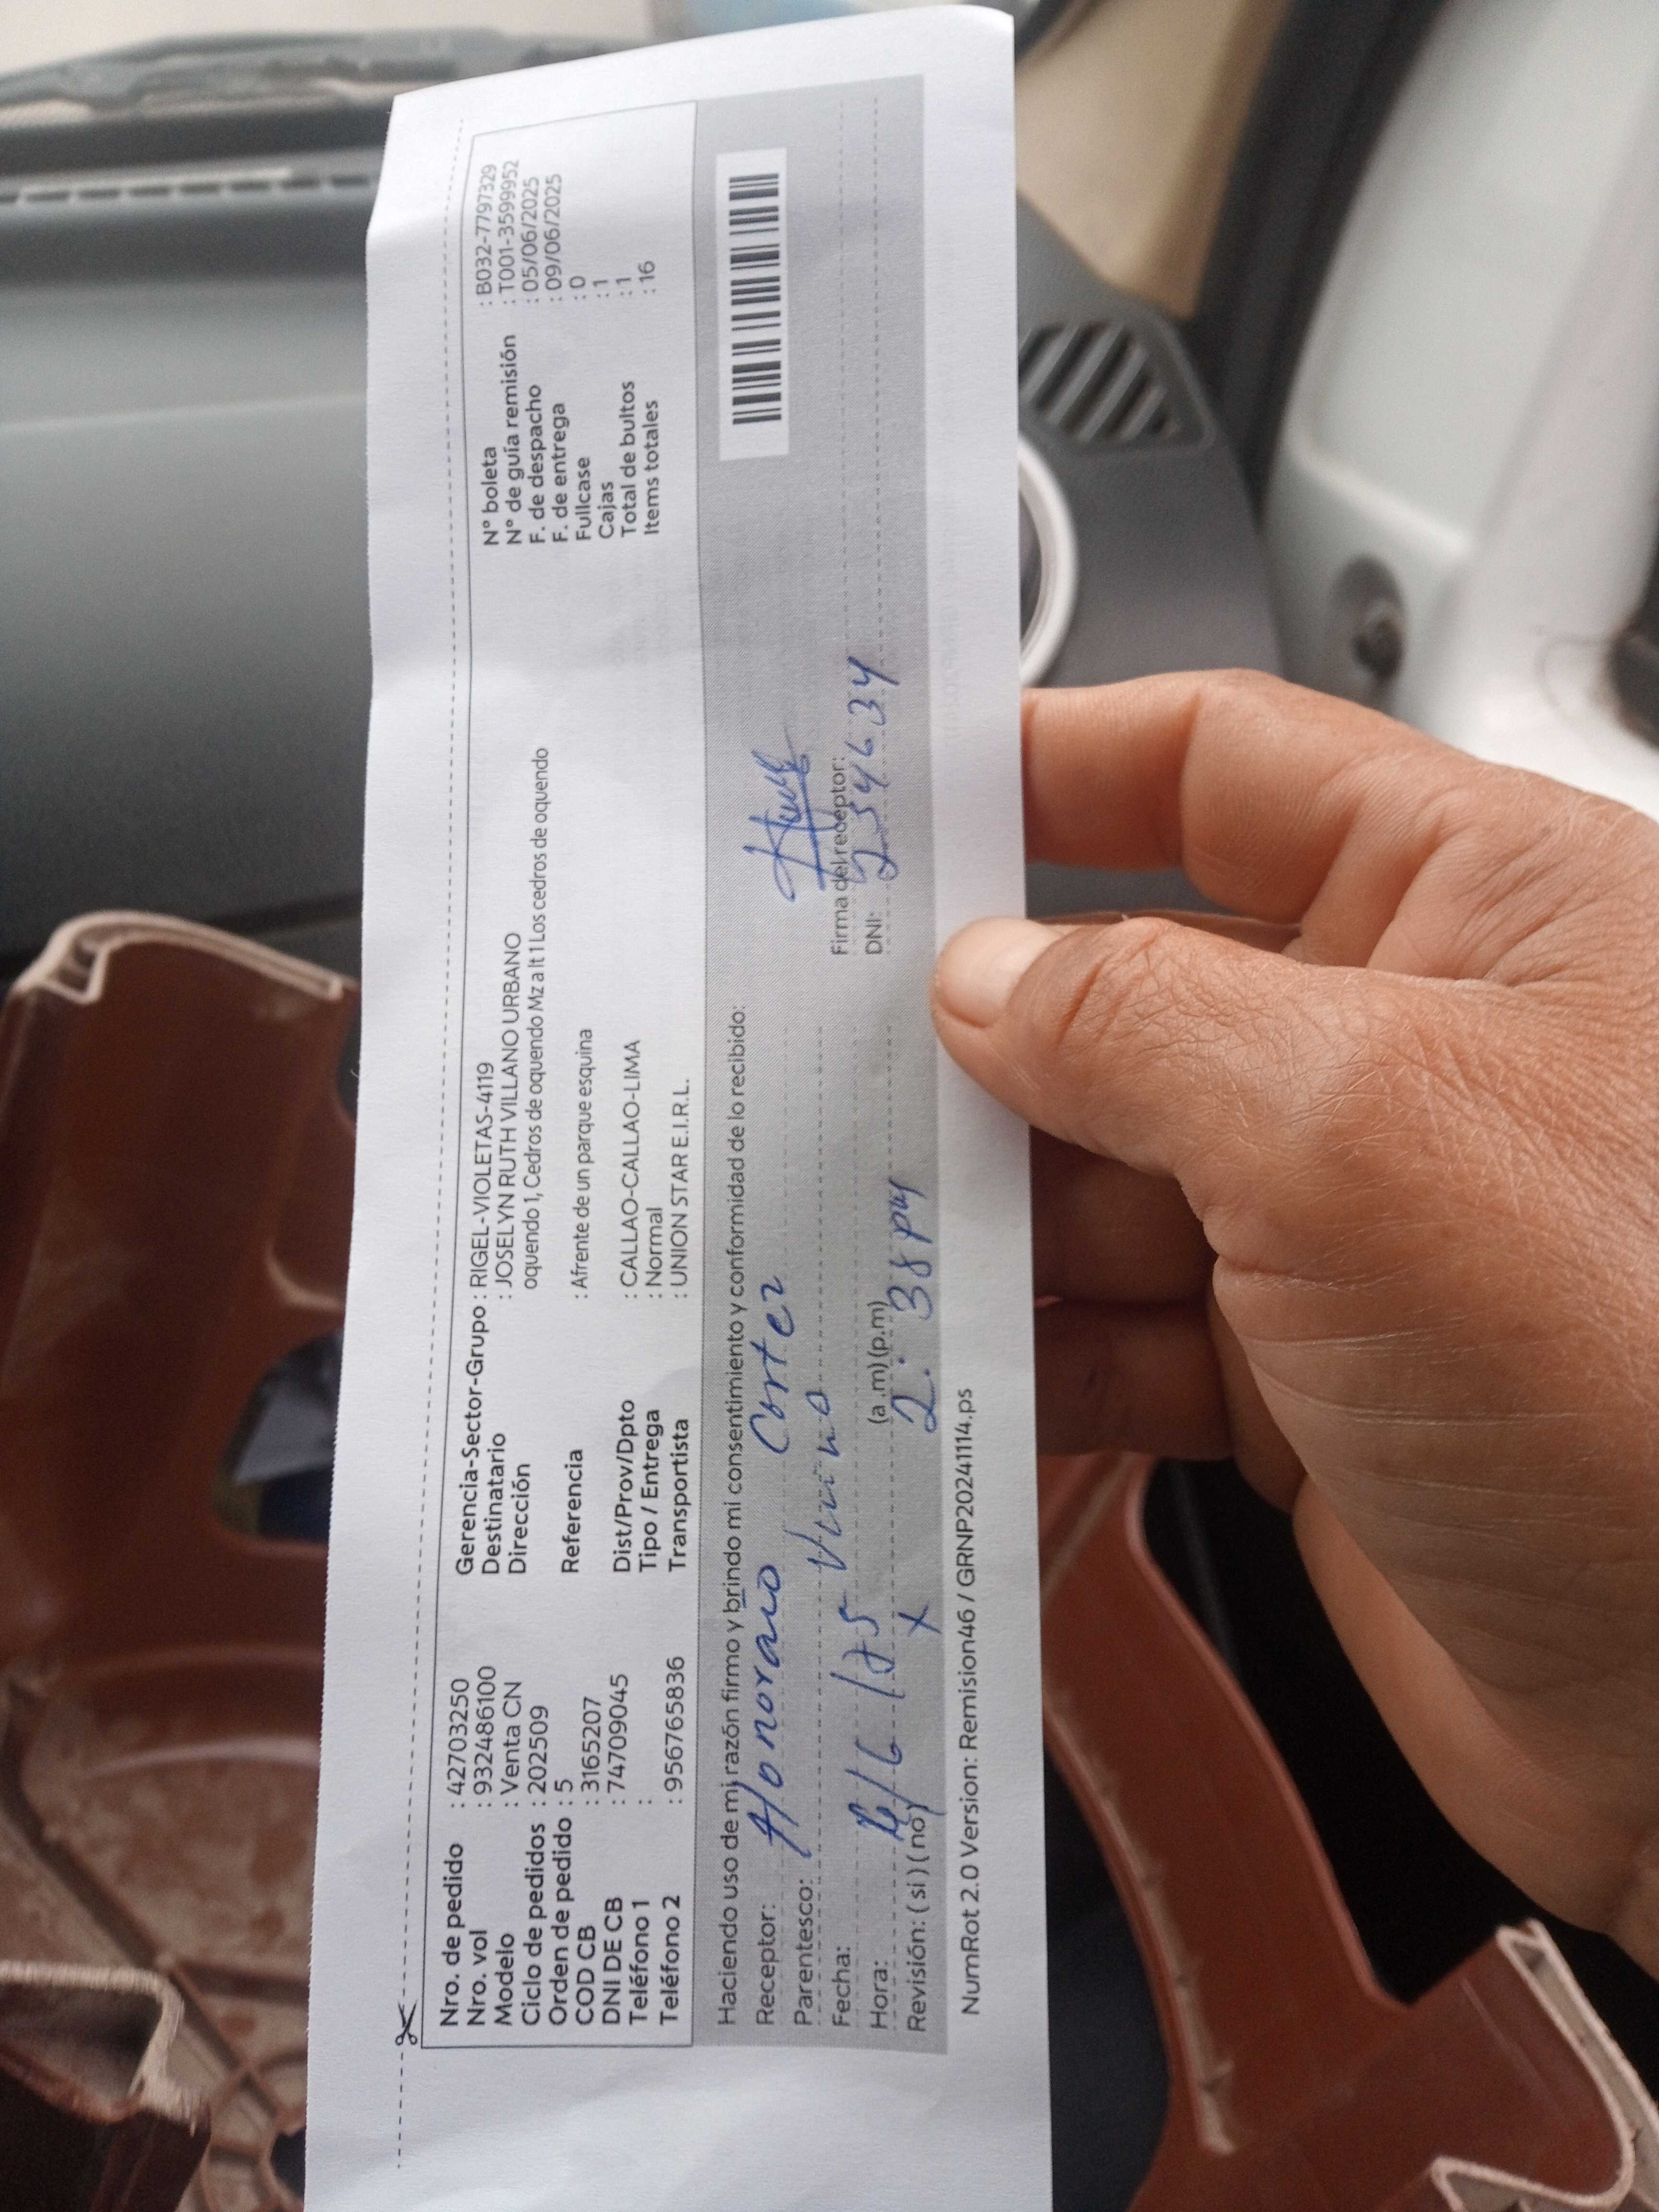 Nro. de pedido : 42703250
Nro. vol : 932486100
Modelo : Venta CN
Ciclo de pedidos : 202509
Orden de pedido : 5
COD CB : 3165207
DNI DE CB : 74709045
Teléfono 1 :
Teléfono 2 : 956765836
Gerencia-Sector-Grupo : RIGEL-VIOLETAS-4119
Destinatario : JOSELYN RUTH VILLANO URBANO
Dirección oquendo 1, Cedros de oquendo Mz a lt 1 Los cedros de oquendo
Referencia : Afrente de un parque esquina
Dist/Prov/Dpto : CALLAO-CALLAO-LIMA
Tipo / Entrega : Normal
Transportista : UNION STAR E.I.R.L.
N° boleta : B032-7797329
N° de guía remisión : T001-3599952
F. de despacho : 05/06/2025
F. de entrega : 09/06/2025
Fullcase : 0
Cajas : 1
Total de bultos : 1
Items totales : 16
Haciendo uso de mi razón firmo y brindo mi consentimiento y conformidad de lo recibido:
Receptor: Honorario Cortez
Parentesco: Vecino
Fecha:
Hora: (a .m) (p.m) 2:38 pm
Revisión: ( si ) ( no ) X
Firma del receptor:
DNI:
NumRot 2.0 Version: Remision46 / GRNP20241114.ps